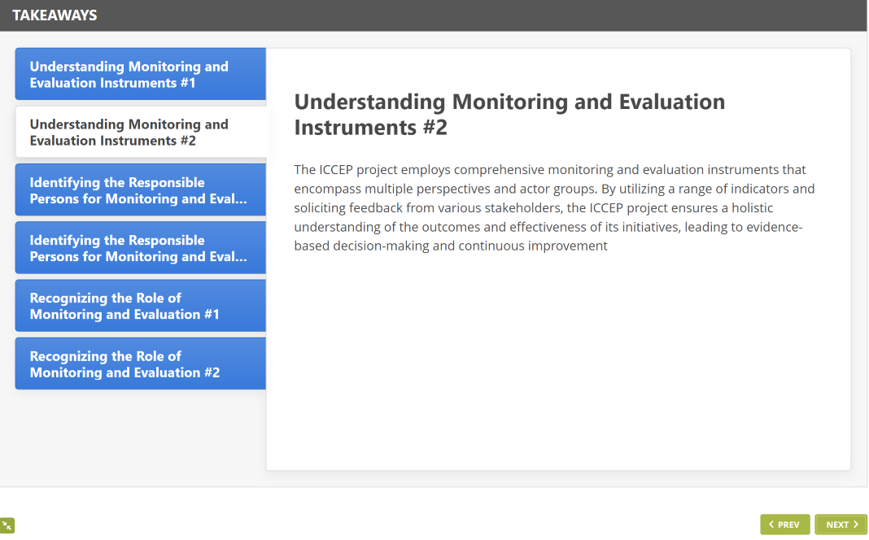 TAKEAWAYS
Understanding Monitoring and
Evaluation Instruments #1
Understanding Monitoring and
Evaluation Instruments #2
Identifying the Responsible
Persons for Monitoring and Eval...
Identifying the Responsible
Persons for Monitoring and Eval...
Recognizing the Role of
Monitoring and Evaluation #1
Recognizing the Role of
Monitoring and Evaluation #2
Understanding Monitoring and Evaluation
Instruments #2
The ICCEP project employs comprehensive monitoring and evaluation instruments that
encompass multiple perspectives and actor groups. By utilizing a range of indicators and
soliciting feedback from various stakeholders, the ICCEP project ensures a holistic
understanding of the outcomes and effectiveness of its initiatives, leading to evidence-
based decision-making and continuous improvement
PREV
NEXT